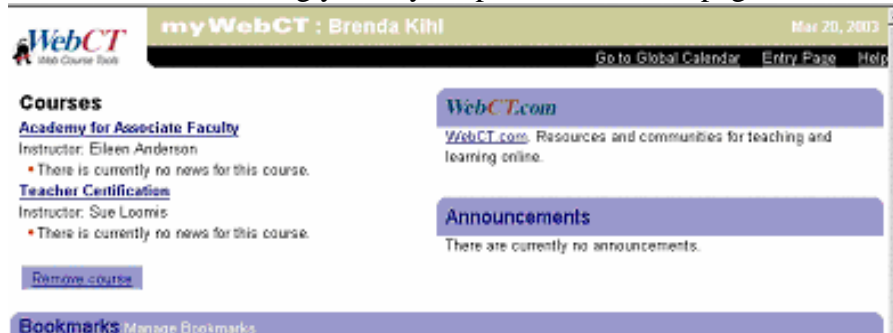 WebCT
Web Course Tools
myWebCT : Brenda Kihl
Mar 20, 2003
Go to Global Calendar Entry Page Help
Courses
Academy for Associate Faculty
Instructor: Eileen Anderson
• There is currently no news for this course.
Teacher Certification
Instructor: Sue Loomis
• There is currently no news for this course.
Remove course
WebCT.com
WebCT.com. Resources and communities for teaching and
learning online.
Announcements
There are currently no announcements.
Bookmarks Manage Bookmarks